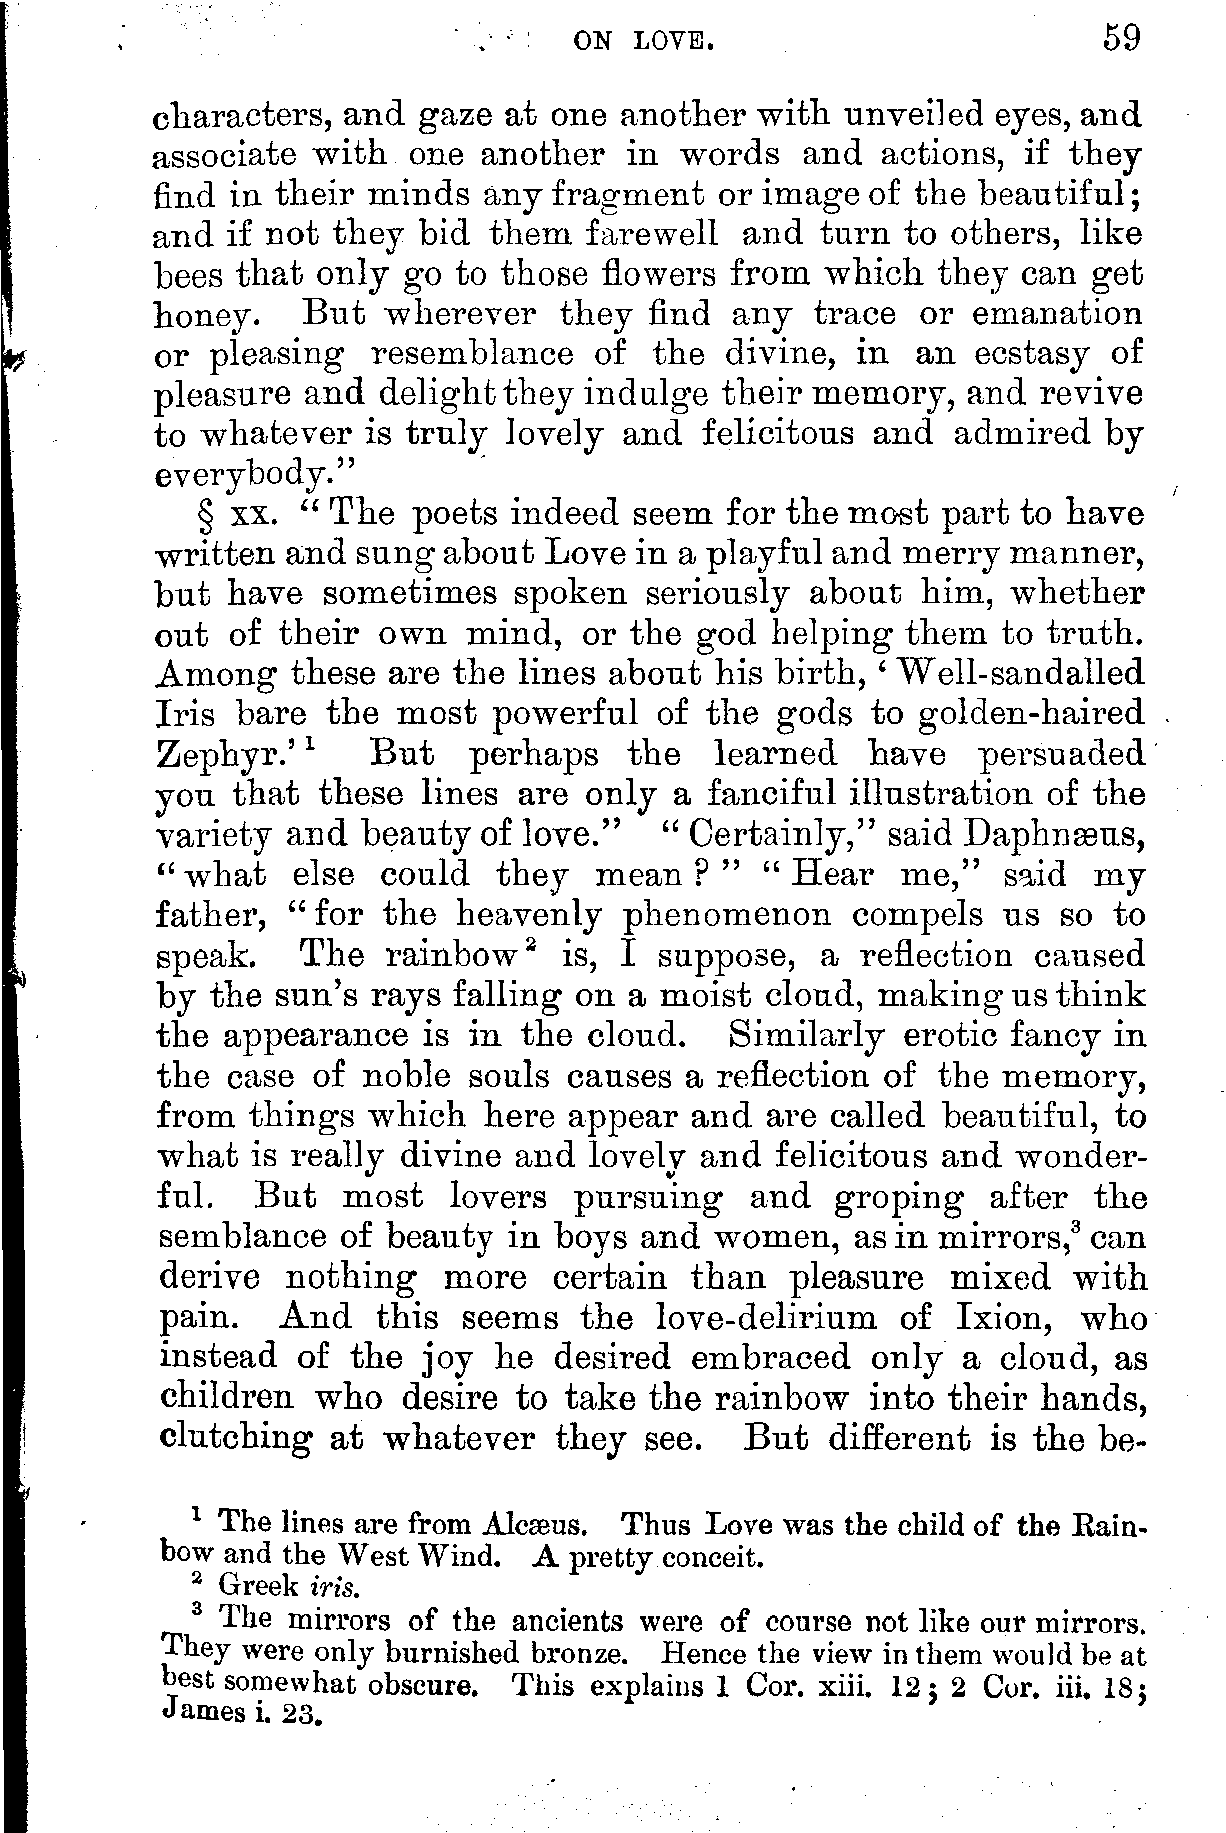 ON LOVE. 59
characters, and gaze at one another with unveiled eyes, and
associate with one another in words and actions, if they
find in their minds any fragment or image of the beautiful;
and if not they bid them farewell and turn to others, like
bees that only go to those flowers from which they can get
honey. But wherever they find any trace or emanation
or pleasing resemblance of the divine, in an ecstasy of
pleasure and delight they indulge their memory, and revive
to whatever is truly lovely and felicitous and admired by
everybody."
§ XX. "The poets indeed seem for the most part to have
written and sung about Love in a playful and merry manner,
but have sometimes spoken seriously about him, whether
out of their own mind, or the god helping them to truth.
Among these are the lines about his birth, 'Well-sandalled
Iris bare the most powerful of the gods to golden-haired
Zephyr.'¹ But perhaps the learned have persuaded
you that these lines are only a fanciful illustration of the
variety and beauty of love." "Certainly," said Daphnæus,
"what else could they mean?" "Hear me," said my
father, "for the heavenly phenomenon compels us so to
speak. The rainbow² is, I suppose, a reflection caused
by the sun's rays falling on a moist cloud, making us think
the appearance is in the cloud. Similarly erotic fancy in
the case of noble souls causes a reflection of the memory,
from things which here appear and are called beautiful, to
what is really divine and lovely and felicitous and wonder-
ful. But most lovers pursuing and groping after the
semblance of beauty in boys and women, as in mirrors,³ can
derive nothing more certain than pleasure mixed with
pain. And this seems the love-delirium of Ixion, who
instead of the joy he desired embraced only a cloud, as
children who desire to take the rainbow into their hands,
clutching at whatever they see. But different is the be-
¹ The lines are from Alcæus. Thus Love was the child of the Rain-
bow and the West Wind. A pretty conceit.
² Greek iris.
³ The mirrors of the ancients were of course not like our mirrors.
They were only burnished bronze. Hence the view in them would be at
best somewhat obscure. This explains 1 Cor. xiii. 12; 2 Cor. iii. 18;
James i. 23.